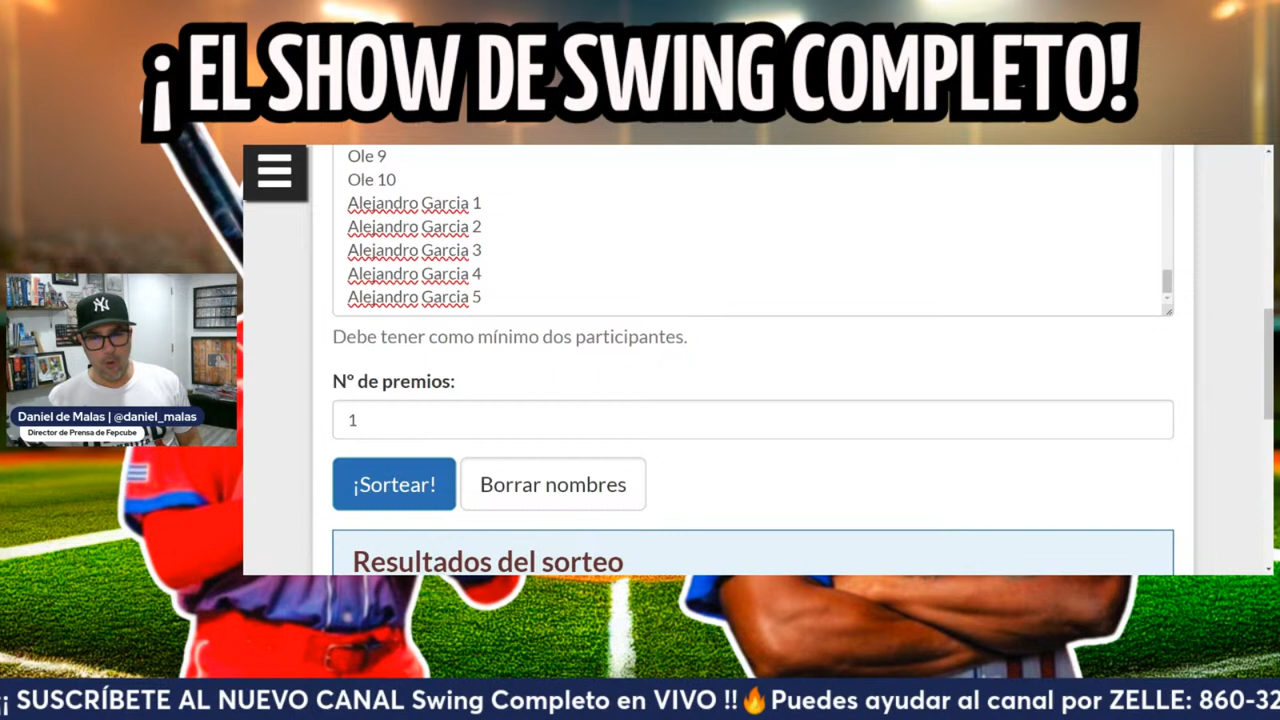 ¡EL SHOW DE SWING COMPLETO!
Ole 9
Ole 10
Alejandro Garcia 1
Alejandro Garcia 2
Alejandro Garcia 3
Alejandro Garcia 4
Alejandro Garcia 5
Debe tener como mínimo dos participantes.
Nº de premios:
1
¡Sortear!
Borrar nombres
Resultados del sorteo
NY
Daniel de Malas | @daniel_malas
Director de Prensa de Fepcube
¡¡ SUSCRÍBETE AL NUEVO CANAL Swing Completo en VIVO !!🔥Puedes ayudar al canal por ZELLE: 860-32